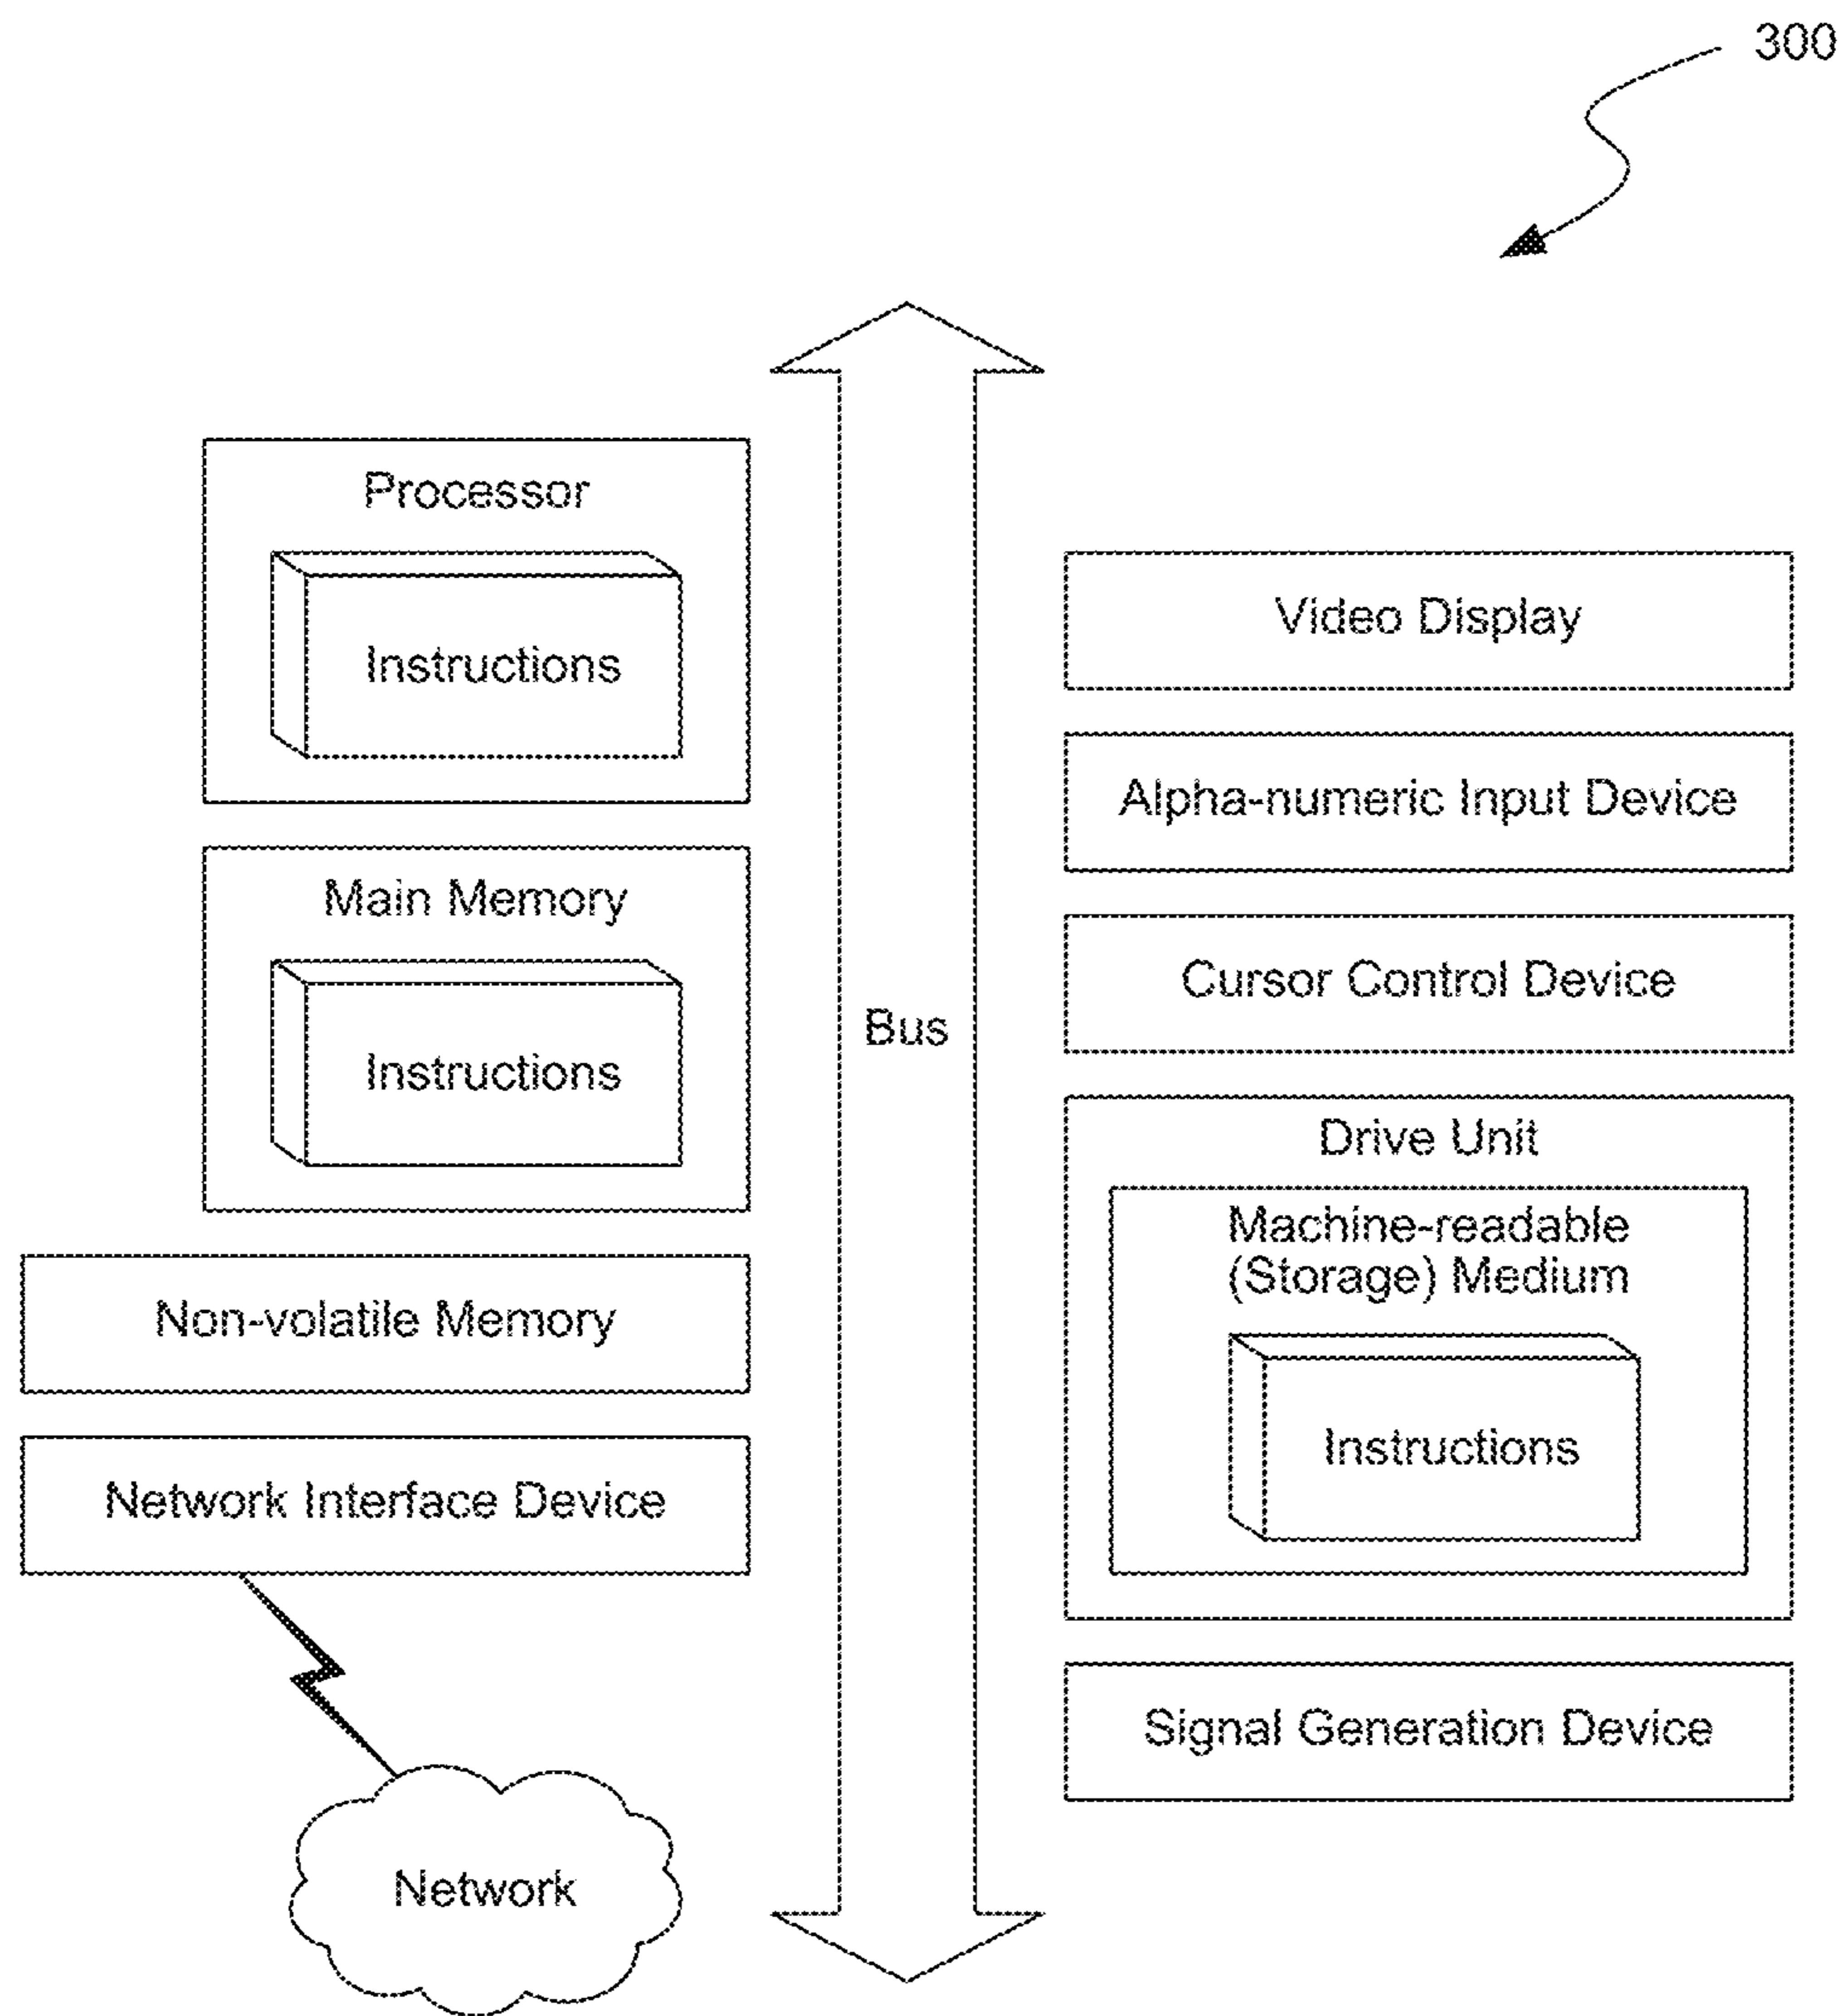 300
Processor
Instructions
Main Memory
Instructions
Non-volatile Memory
Network Interface Device
Network
Bus
Video Display
Alpha-numeric Input Device
Cursor Control Device
Drive Unit
Machine-readable
(Storage) Medium
Instructions
Signal Generation Device